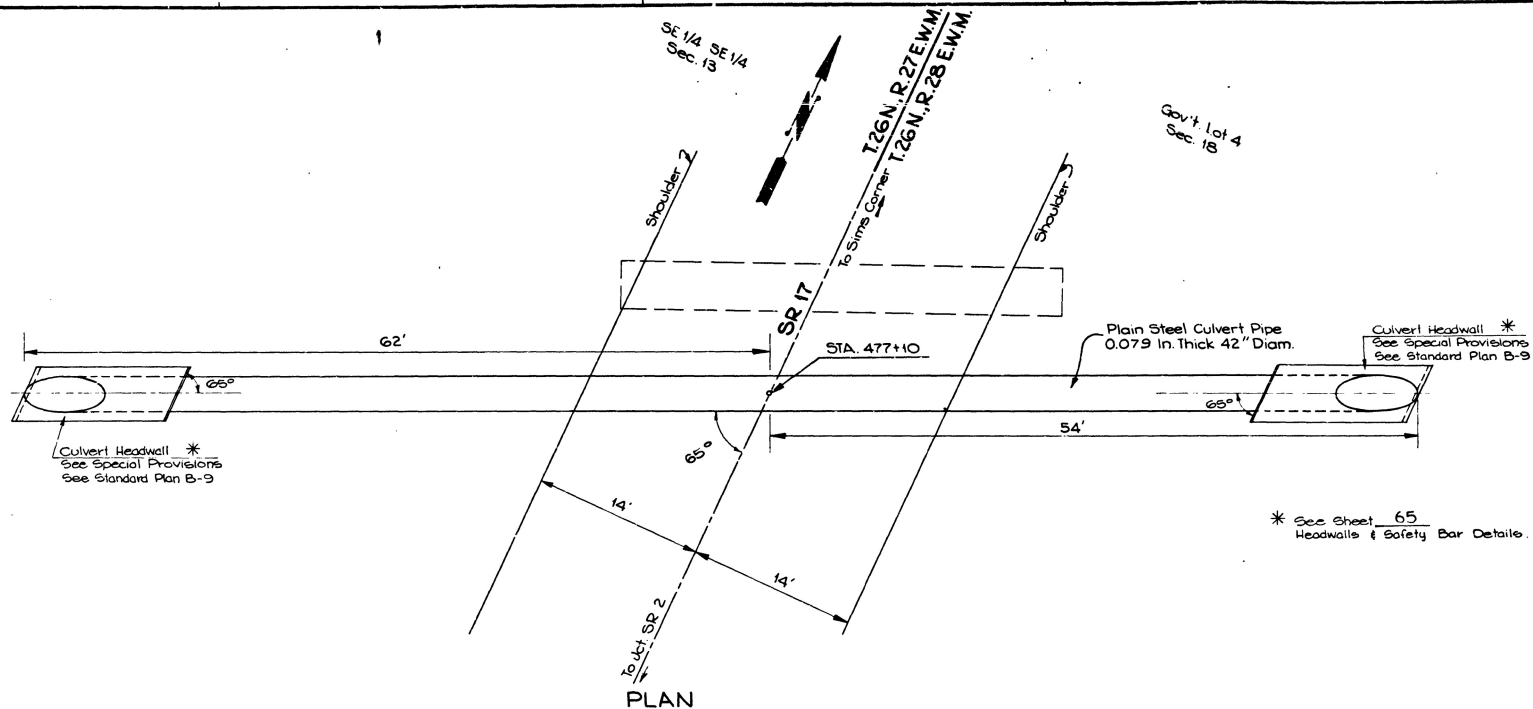 SE 1/4 SE 1/4
Sec. 13
T.26N., R.27E.W.M.
T.26N., R.28 E.W.M.
Gov't. Lot 4
Sec. 18
Shoulder
Shoulder
To Sims Corner
SR 17
62'
STA. 477+10
Plain Steel Culvert Pipe
0.079 In. Thick 42" Diam.
Culvert Headwall *
See Special Provisions
See Standard Plan B-9
65°
65°
54'
65°
Culvert Headwall *
See Special Provisions
See Standard Plan B-9
14'
14'
* See Sheet 65
Headwalls & Safety Bar Details.
To Jct. SR 2
PLAN